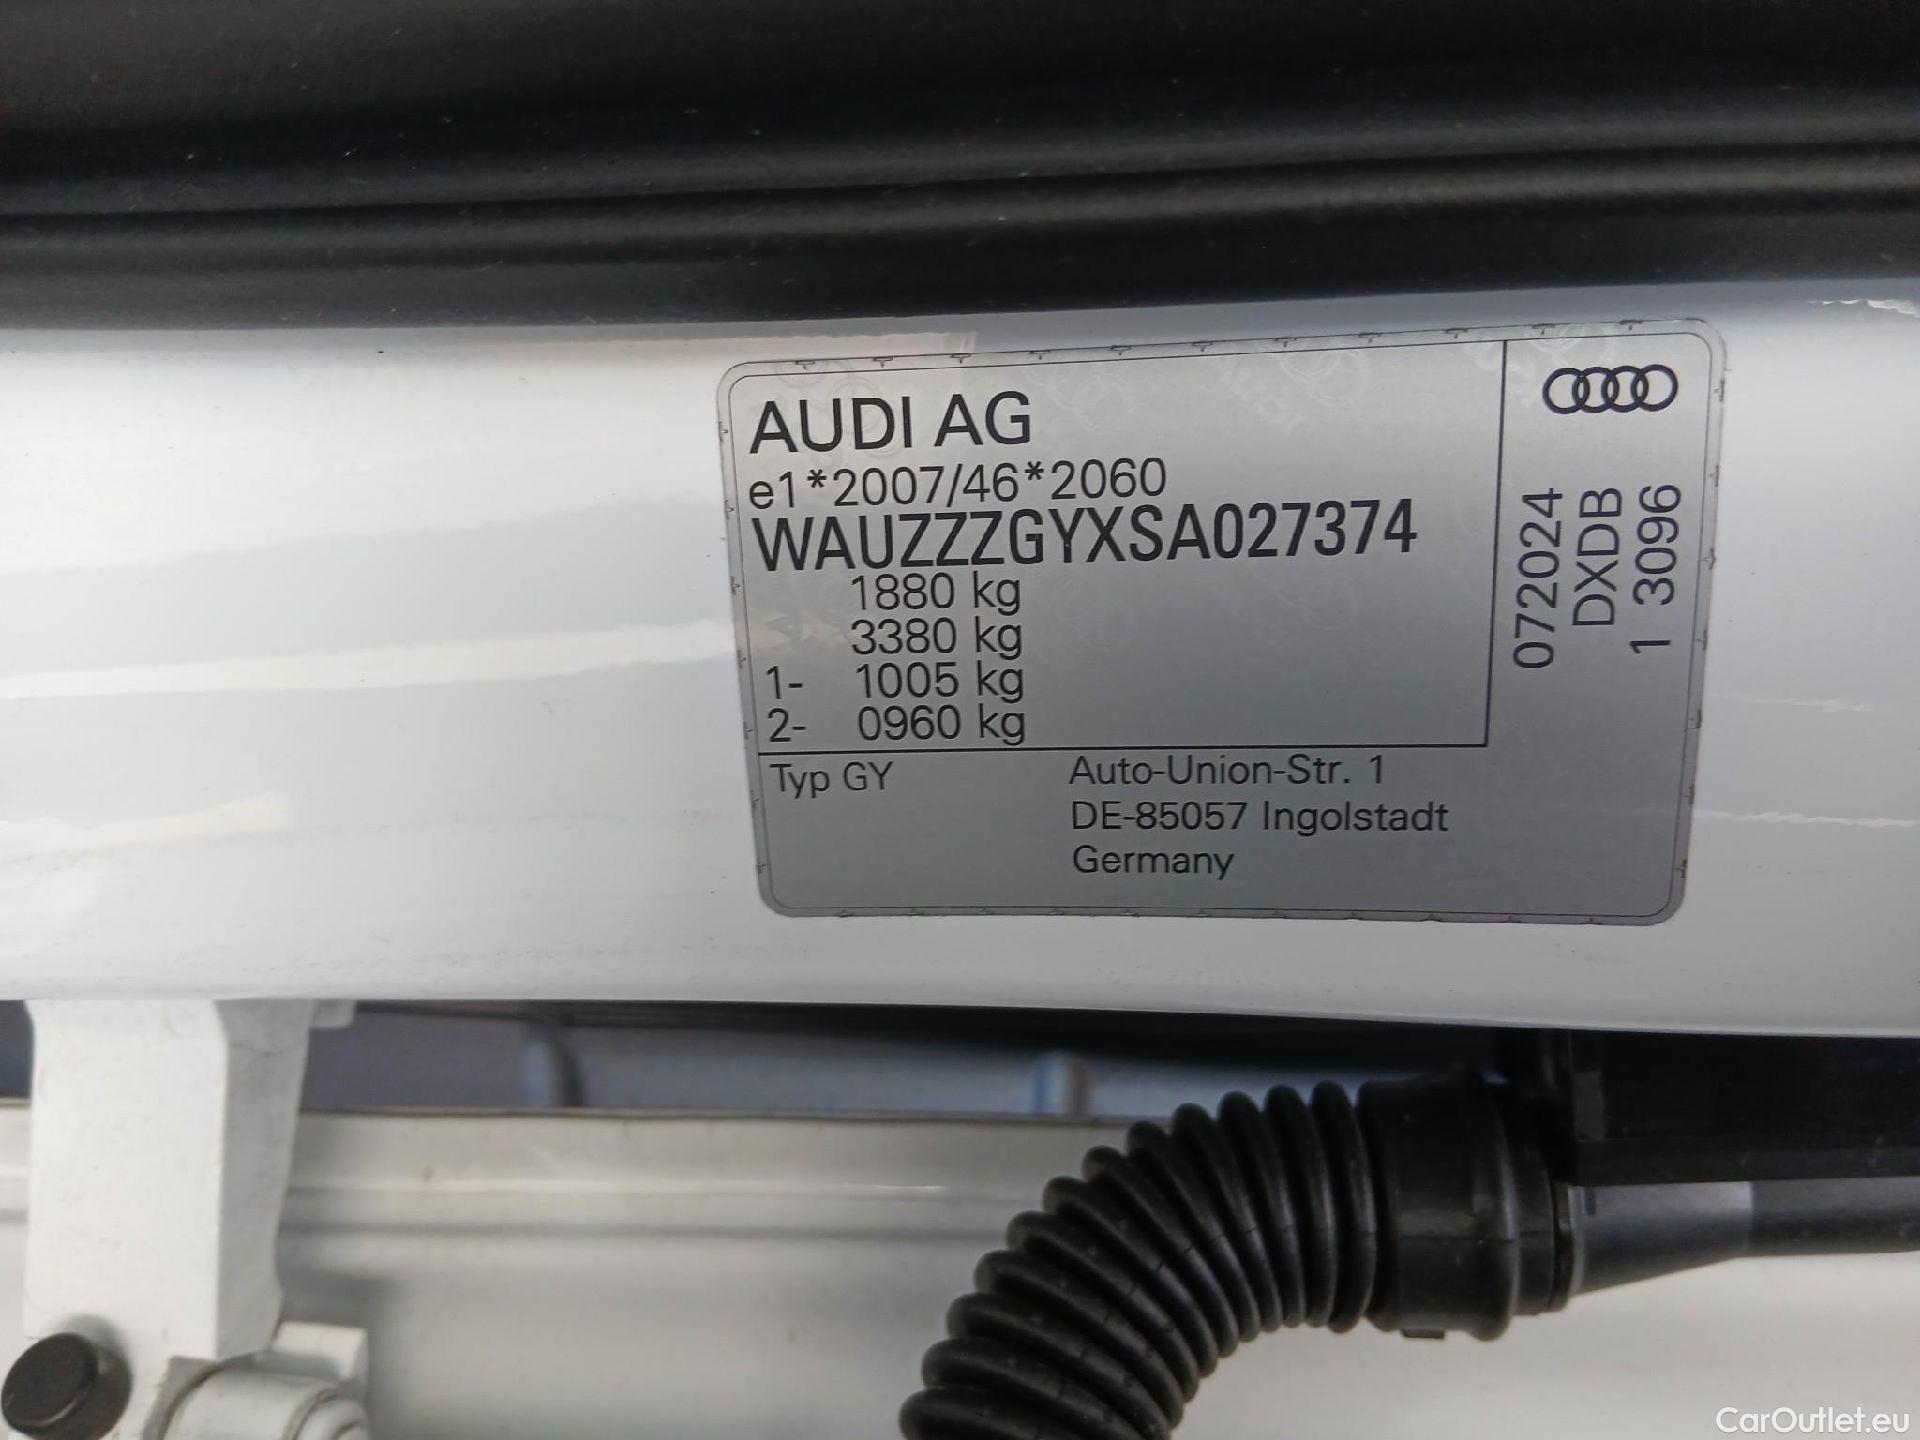 AUDI AG
e1*2007/46*2060
WAUZZZGYXSA027374
1880 kg
3380 kg
1- 1005 kg
2- 0960 kg
Typ GY
Auto-Union-Str. 1
DE-85057 Ingolstadt
Germany
072024
DXDB
1 3096
CarOutlet.eu